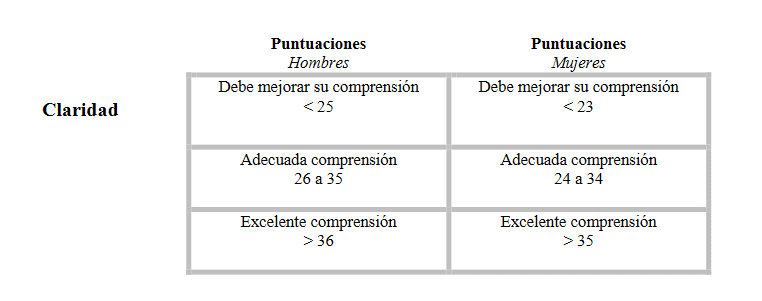 Puntuaciones Puntuaciones
Hombres Mujeres
Claridad
Debe mejorar su comprensión Debe mejorar su comprensión
< 25 < 23
Adecuada comprensión Adecuada comprensión
26 a 35 24 a 34
Excelente comprensión Excelente comprensión
> 36 > 35